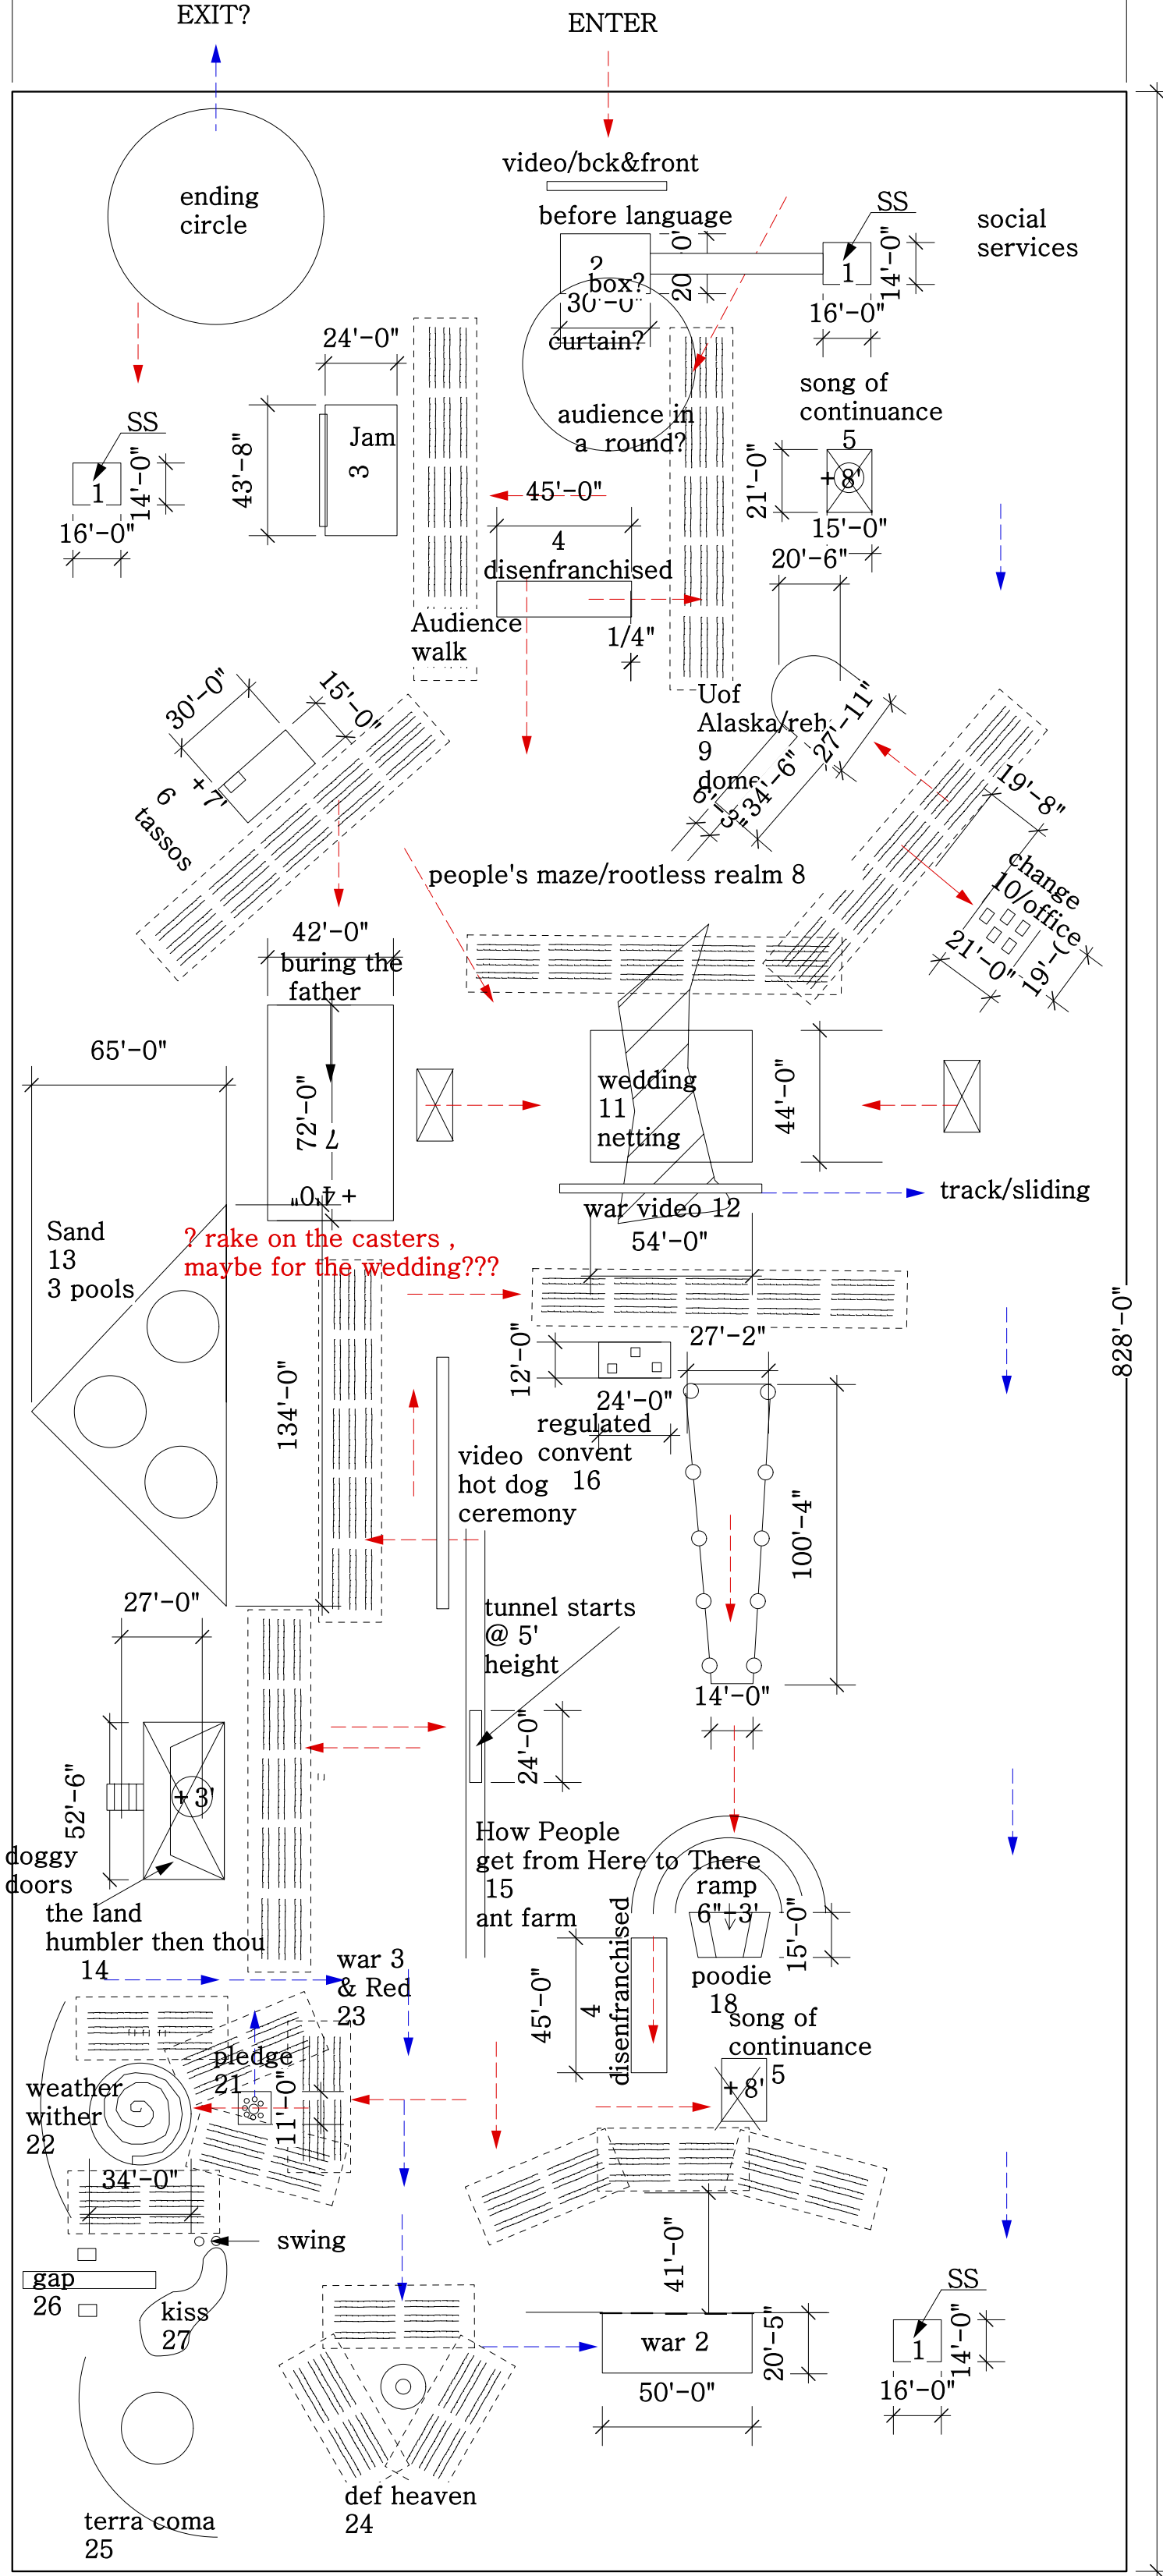 EXIT?
ENTER
video/bck&front
ending
circle
before language
SS
social
services
2
20'-0"
1
14'-0"
box?
30'-0"
16'-0"
curtain?
24'-0"
song of
continuance
5
audience in
a round?
SS
Jam
3
43'-8"
1
14'-0"
16'-0"
45'-0"
21'-0"
+8'
15'-0"
4
disenfranchised
20'-6"
Audience
walk
1/4"
30'-0"
15'-0"
+7'
6
tassos
Uof
Alaska/reh.
9
dome
27'-11"
34'-6"
6'-3"
19'-8"
people's maze/rootless realm 8
change
10/office
21'-0"
19'-
42'-0"
buring the
father
65'-0"
72'-0"
7
+4'0"
wedding
11
netting
44'-0"
war video 12
track/sliding
54'-0"
Sand
13
3 pools
? rake on the casters ,
maybe for the wedding???
828'-0"
27'-2"
12'-0"
24'-0"
134'-0"
regulated
convent
16
video
hot dog
ceremony
100'-4"
27'-0"
tunnel starts
@ 5'
height
14'-0"
24'-0"
52'-6"
+3'
doggy
doors
the land
humbler then thou
14
How People
get from Here to There
15
ant farm
ramp
6"-3'
15'-0"
poodie
18
war 3
& Red
23
45'-0"
4
disenfranchised
song of
continuance
5
+8'
pledge
21
11'-0"
weather
wither
22
34'-0"
swing
41'-0"
gap
26
kiss
27
SS
war 2
20'-5"
1
14'-0"
50'-0"
16'-0"
def heaven
24
terra coma
25